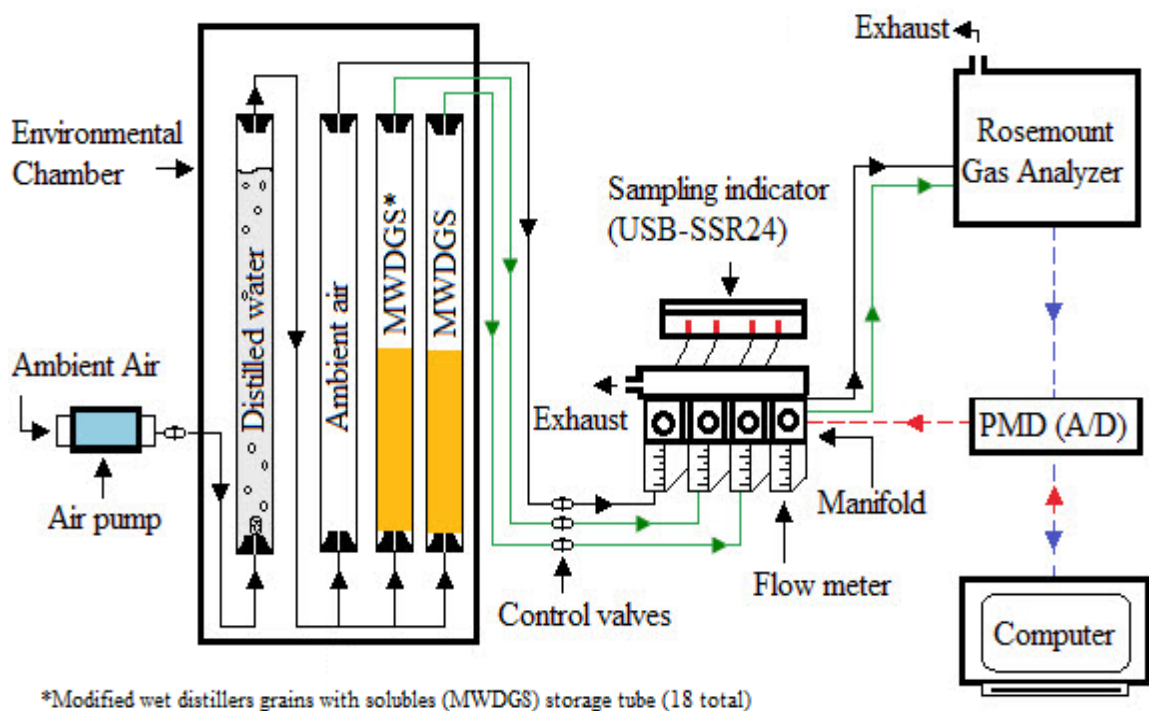 Exhaust
Rosemount
Gas Analyzer
Environmental
Chamber
Sampling indicator
(USB-SSR24)
Distilled water
Ambient air
MWDGS*
MWDGS
Ambient Air
Air pump
Exhaust
PMD (A/D)
Manifold
Flow meter
Control valves
Computer
*Modified wet distillers grains with solubles (MWDGS) storage tube (18 total)